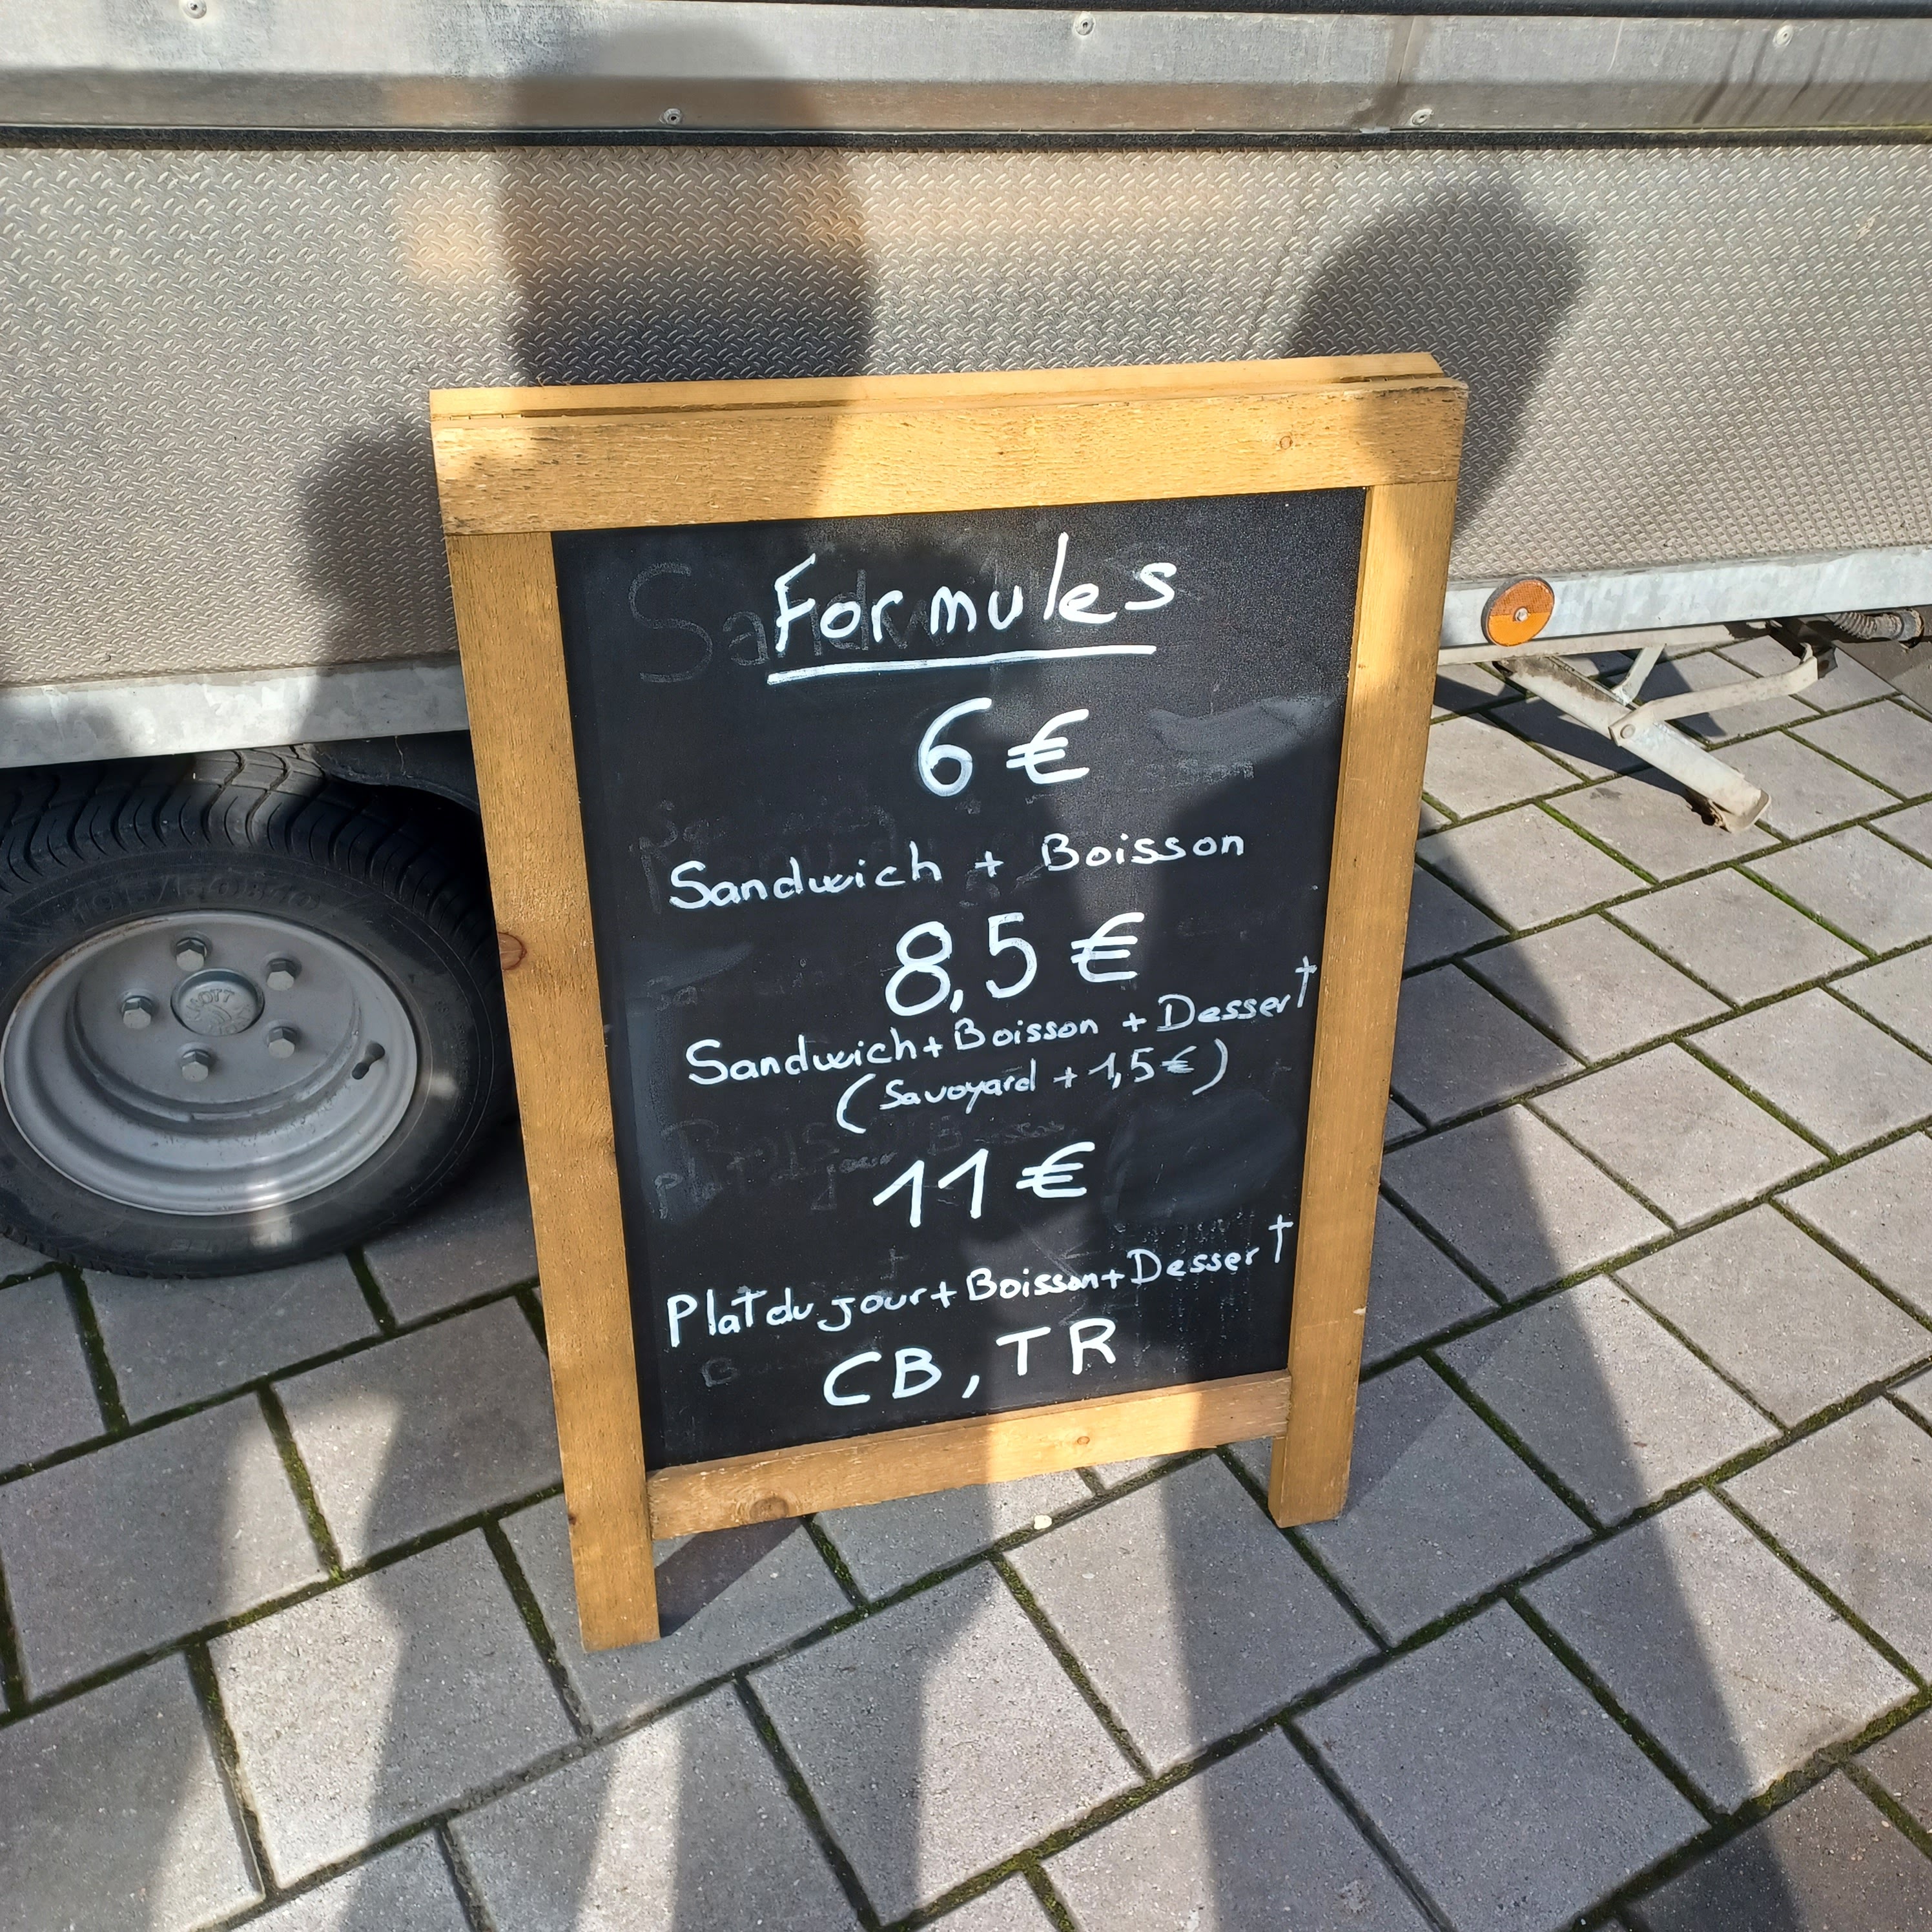 Formules
6 €
Sandwich + Boisson
8,5 €
Sandwich + Boisson + Dessert
(Savoyard + 1,5 €)
11 €
Plat du jour + Boisson + Dessert
CB, TR